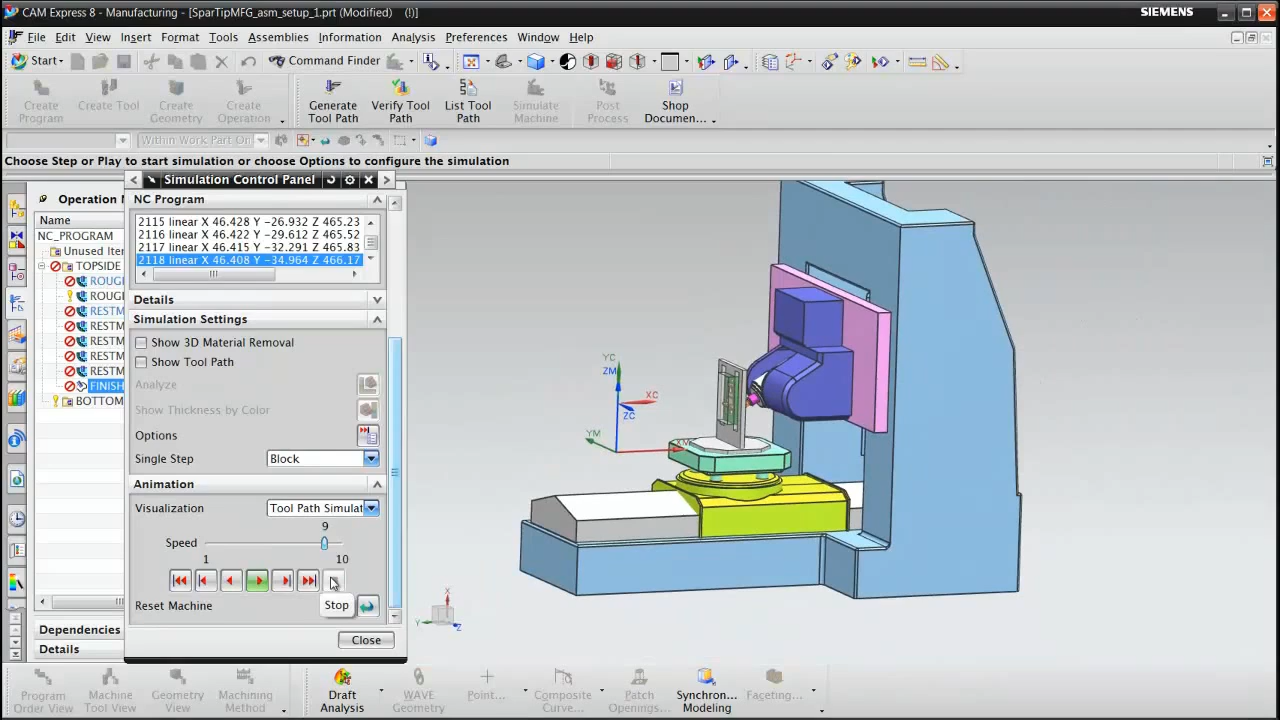 CAM Express 8 - Manufacturing - [SparTipMFG_asm_setup_1.prt (Modified) (!)]
SIEMENS
File Edit View Insert Format Tools Assemblies Information Analysis Preferences Window Help
Start Command Finder
Create Program
Create Tool
Create Geometry
Create Operation
Generate Tool Path
Verify Tool Path
List Tool Path
Simulate Machine
Post Process
Shop Documen...
Within Work Part On
Choose Step or Play to start simulation or choose Options to configure the simulation
Operation
Name
NC_PROGRAM
Unused Iter
TOPSIDE
ROUG
ROUG
RESTM
RESTM
RESTM
RESTM
RESTM
FINISH
BOTTOM
Dependencies
Details
Simulation Control Panel
NC Program
2115 linear X 46.428 Y -26.932 Z 465.23
2116 linear X 46.422 Y -29.612 Z 465.52
2117 linear X 46.415 Y -32.291 Z 465.83
2118 linear X 46.408 Y -34.964 Z 466.17
Details
Simulation Settings
Show 3D Material Removal
Show Tool Path
Analyze
Show Thickness by Color
Options
Single Step Block
Animation
Visualization Tool Path Simulat
9
Speed
1 10
Reset Machine
Stop
Close
YC
ZM
XC
ZC
YM
XM
X
Y
Z
Program Order View
Machine Tool View
Geometry View
Machining Method
Draft Analysis
WAVE Geometry
Point...
Composite Curve...
Patch Openings...
Synchron... Modeling
Faceting...